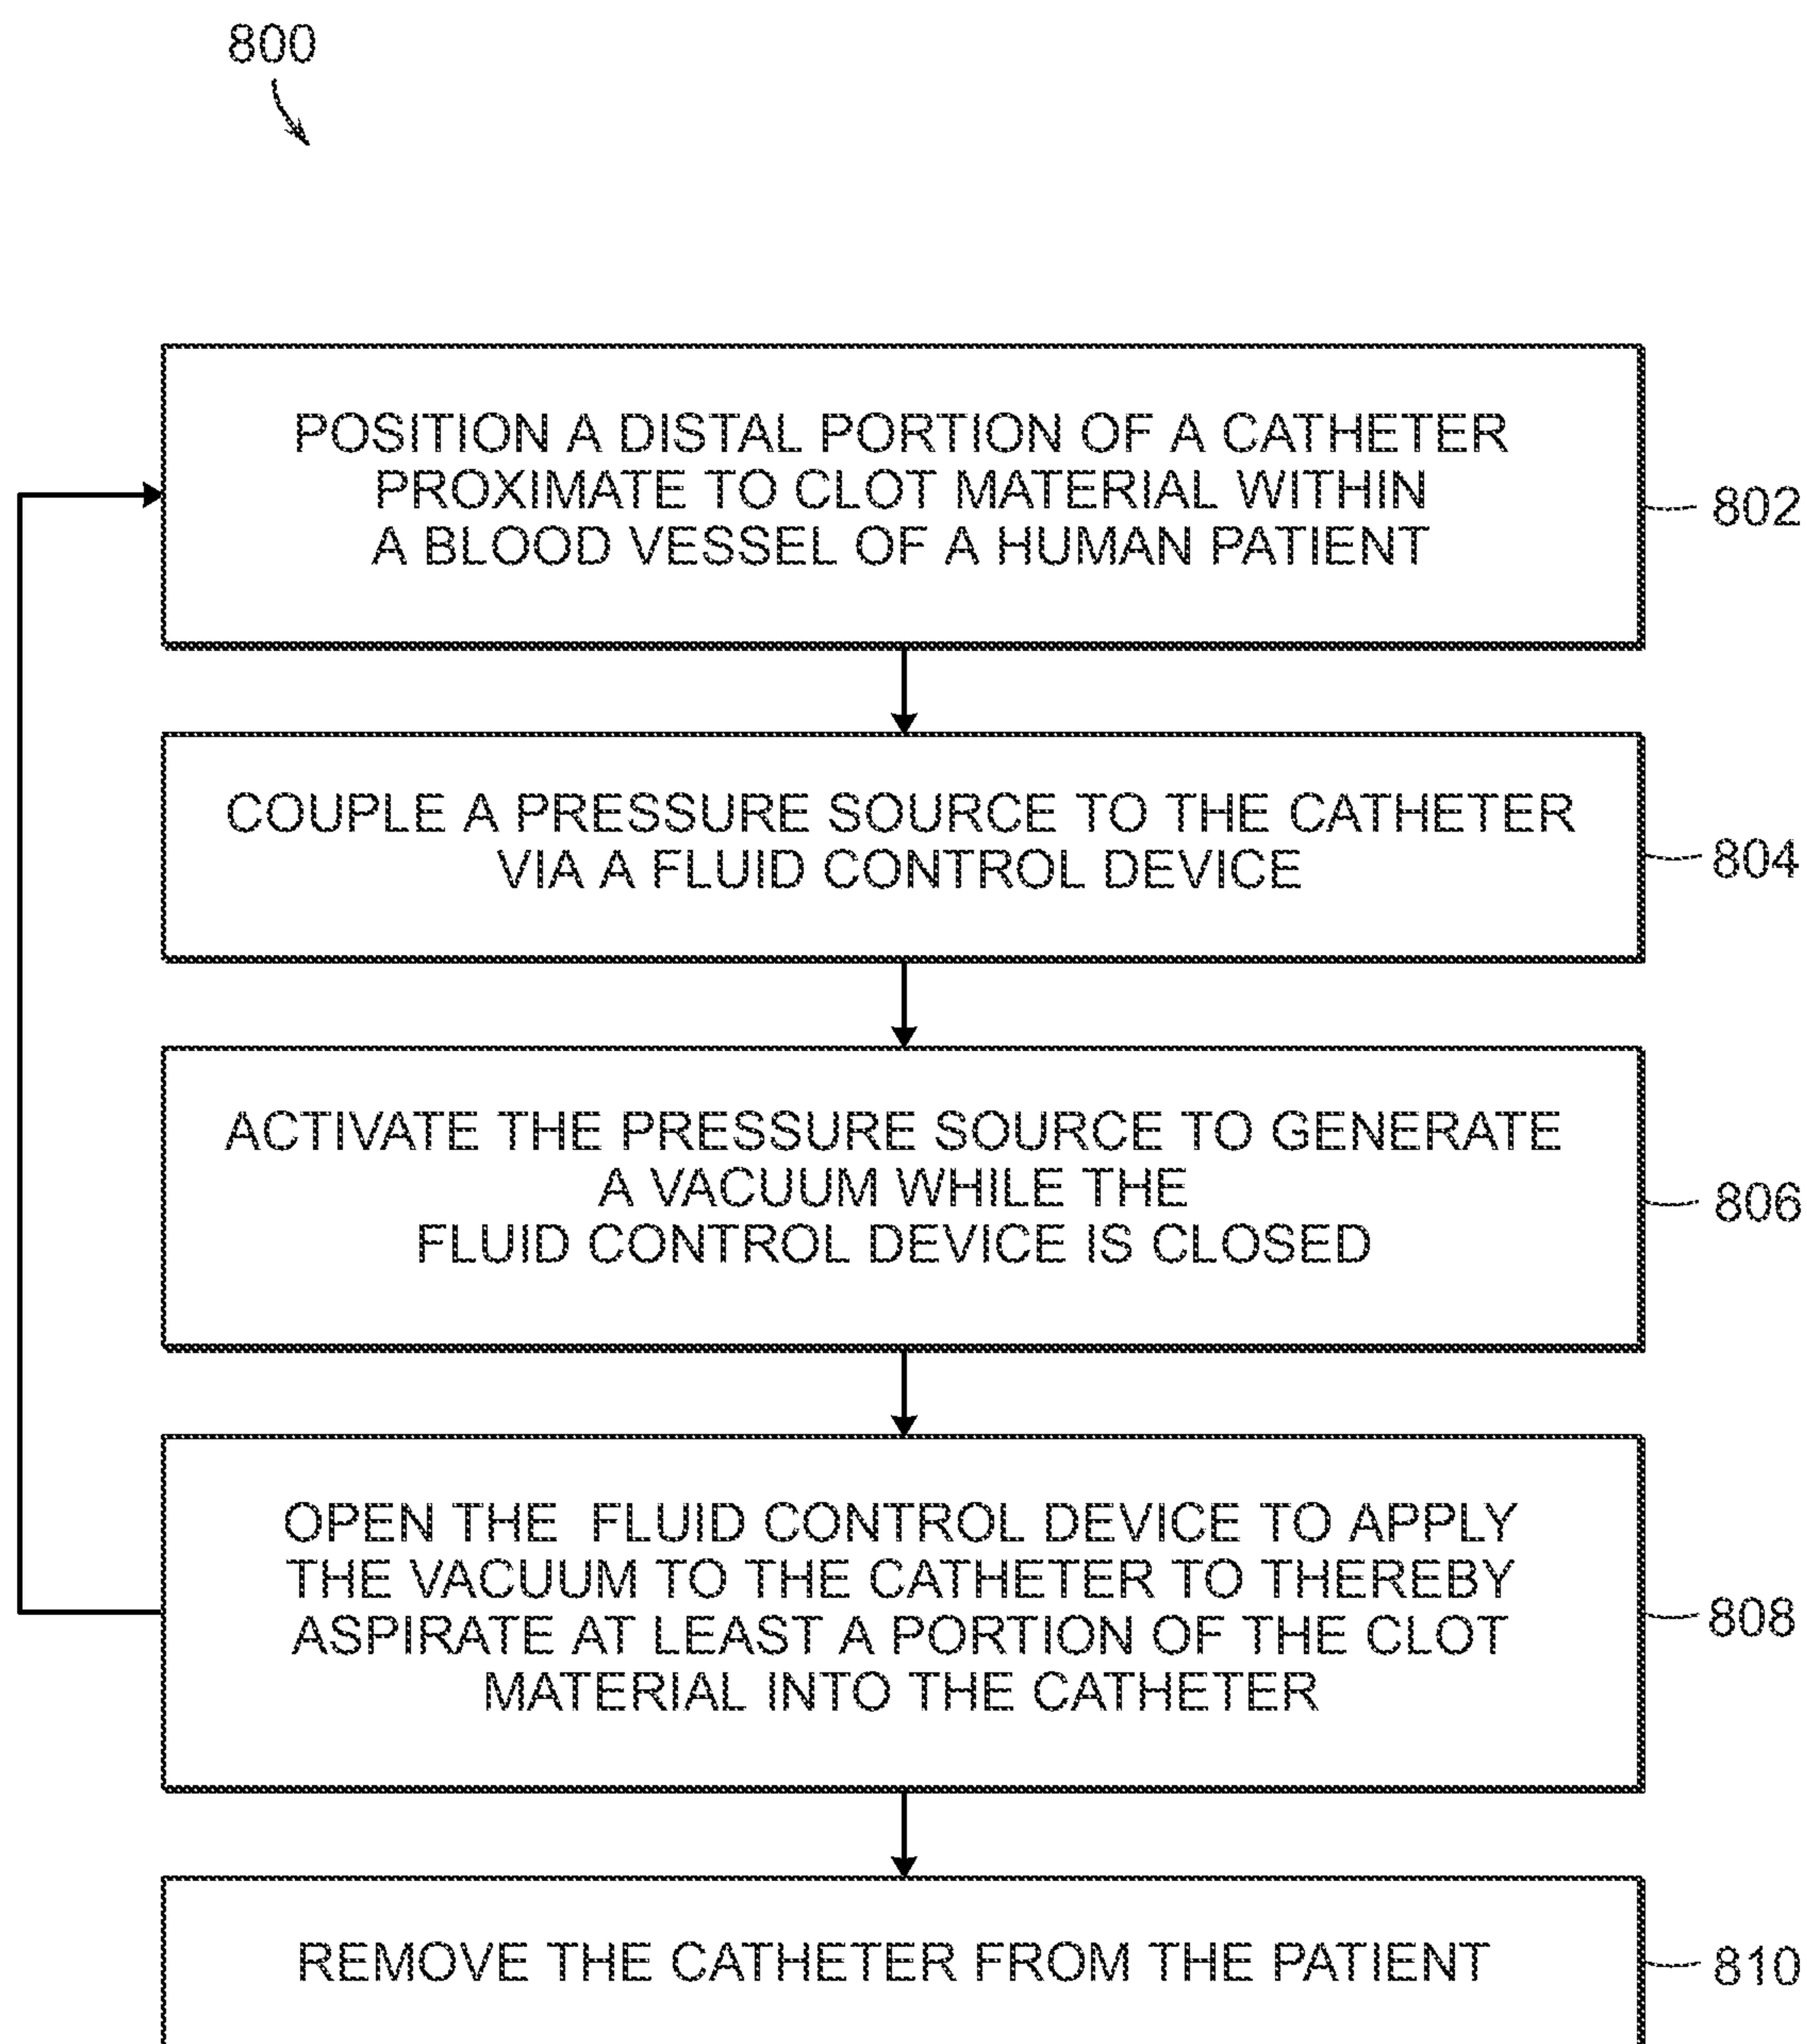 800
POSITION A DISTAL PORTION OF A CATHETER
PROXIMATE TO CLOT MATERIAL WITHIN
A BLOOD VESSEL OF A HUMAN PATIENT
802
COUPLE A PRESSURE SOURCE TO THE CATHETER
VIA A FLUID CONTROL DEVICE
804
ACTIVATE THE PRESSURE SOURCE TO GENERATE
A VACUUM WHILE THE
FLUID CONTROL DEVICE IS CLOSED
806
OPEN THE FLUID CONTROL DEVICE TO APPLY
THE VACUUM TO THE CATHETER TO THEREBY
ASPIRATE AT LEAST A PORTION OF THE CLOT
MATERIAL INTO THE CATHETER
808
REMOVE THE CATHETER FROM THE PATIENT
810